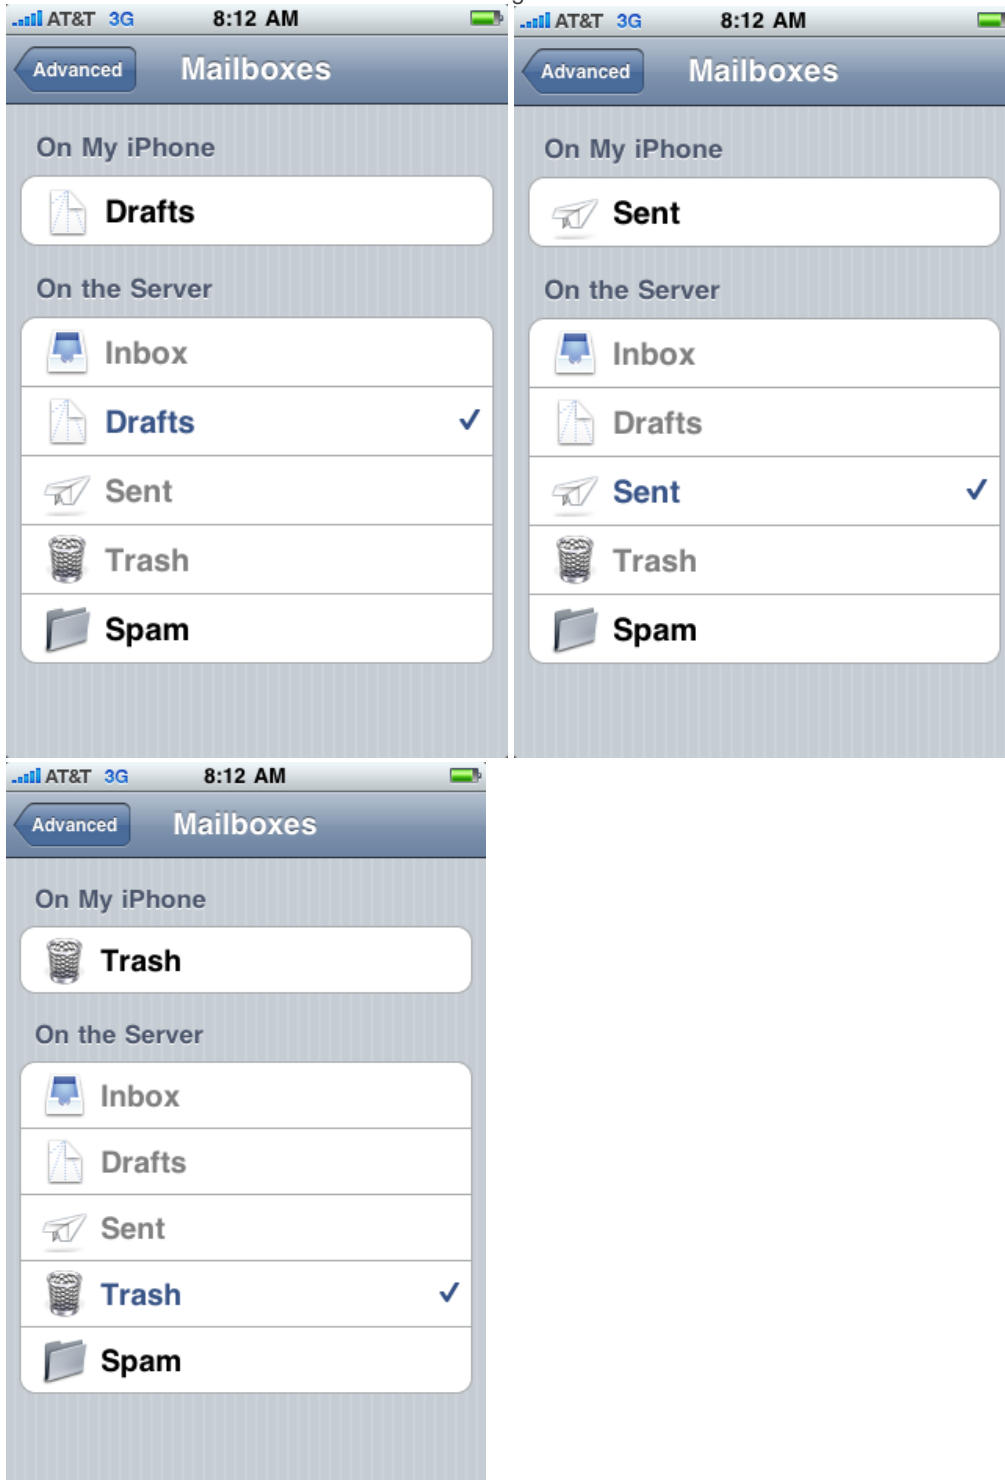 AT&T 3G 8:12 AM
Advanced Mailboxes
On My iPhone
Drafts
On the Server
Inbox
Drafts
Sent
Trash
Spam
AT&T 3G 8:12 AM
Advanced Mailboxes
On My iPhone
Sent
On the Server
Inbox
Drafts
Sent
Trash
Spam
AT&T 3G 8:12 AM
Advanced Mailboxes
On My iPhone
Trash
On the Server
Inbox
Drafts
Sent
Trash
Spam